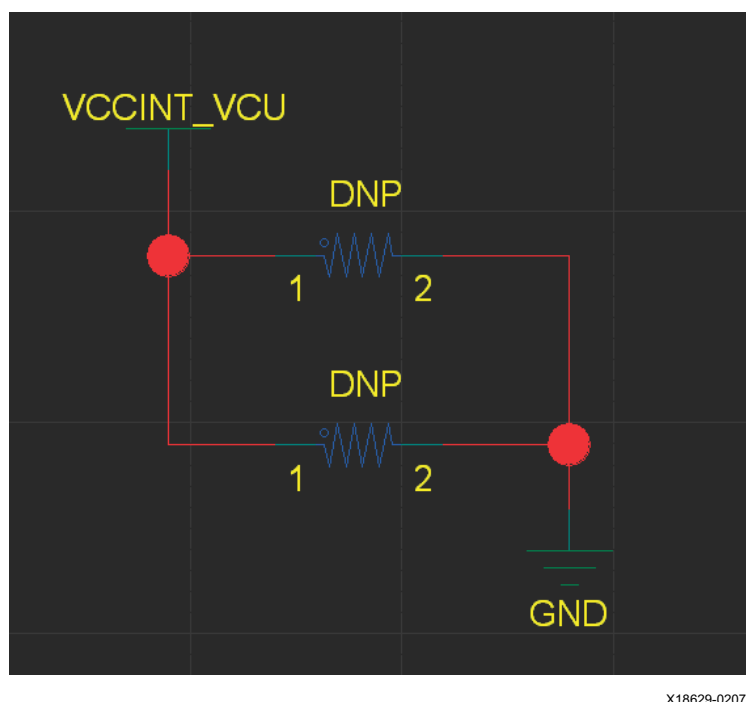 VCCINT_VCU
DNP
1 2
DNP
1 2
GND
X18629-0207